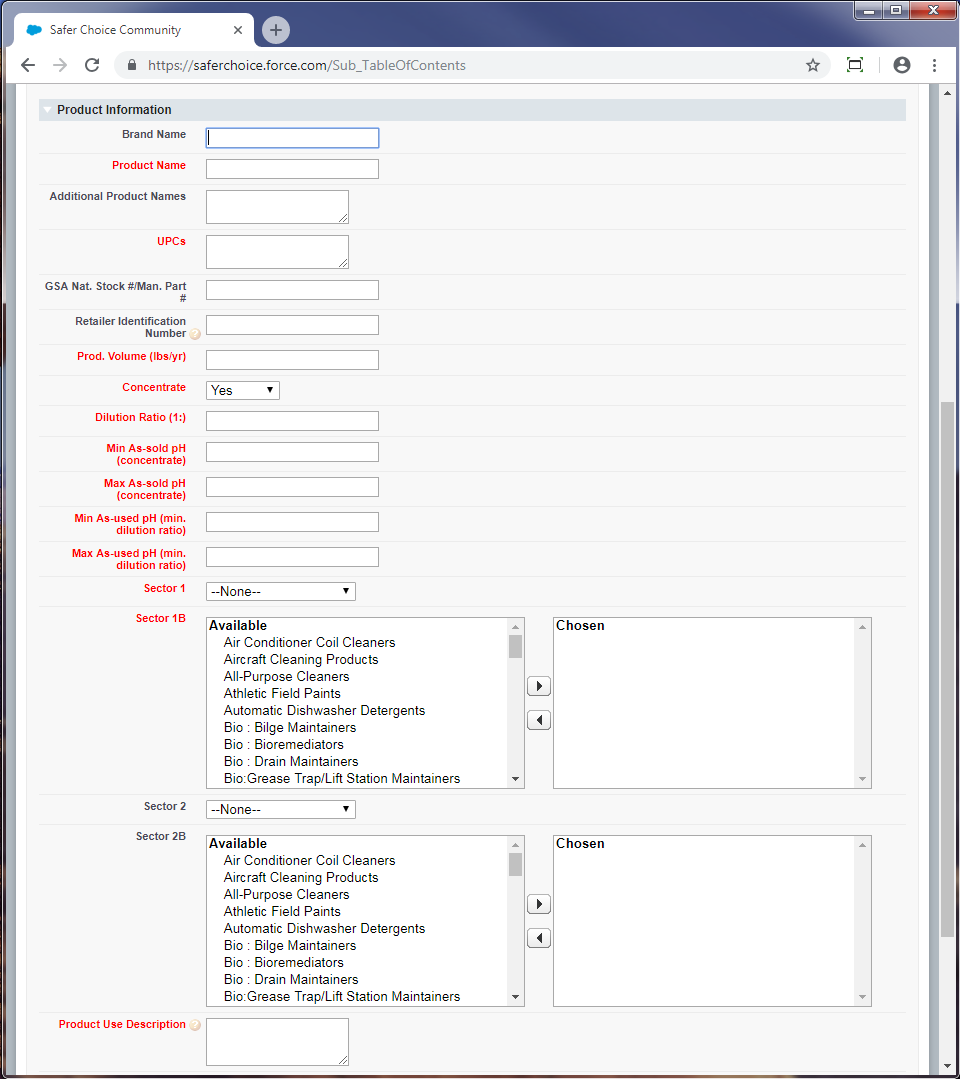 Safer Choice Community
https://saferchoice.force.com/Sub_TableOfContents
Product Information
Brand Name
Product Name
Additional Product Names
UPCs
GSA Nat. Stock #/Man. Part
#
Retailer Identification
Number
Prod. Volume (lbs/yr)
Concentrate
Yes
Dilution Ratio (1:)
Min As-sold pH
(concentrate)
Max As-sold pH
(concentrate)
Min As-used pH (min.
dilution ratio)
Max As-used pH (min.
dilution ratio)
Sector 1
--None--
Sector 1B
Available
Air Conditioner Coil Cleaners
Aircraft Cleaning Products
All-Purpose Cleaners
Athletic Field Paints
Automatic Dishwasher Detergents
Bio : Bilge Maintainers
Bio : Bioremediators
Bio : Drain Maintainers
Bio:Grease Trap/Lift Station Maintainers
Chosen
Sector 2
--None--
Sector 2B
Available
Air Conditioner Coil Cleaners
Aircraft Cleaning Products
All-Purpose Cleaners
Athletic Field Paints
Automatic Dishwasher Detergents
Bio : Bilge Maintainers
Bio : Bioremediators
Bio : Drain Maintainers
Bio:Grease Trap/Lift Station Maintainers
Chosen
Product Use Description